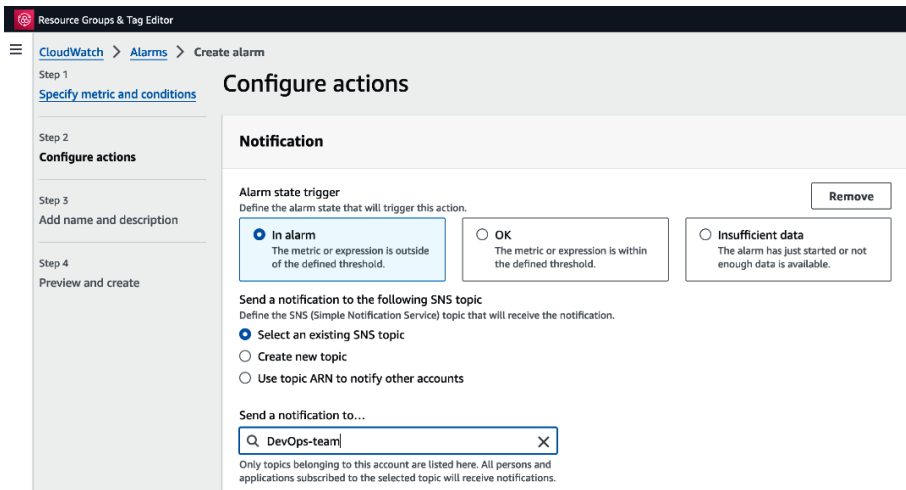 Resource Groups & Tag Editor
CloudWatch > Alarms > Create alarm
Step 1
Specify metric and conditions
Step 2
Configure actions
Step 3
Add name and description
Step 4
Preview and create
Configure actions
Notification
Alarm state trigger
Define the alarm state that will trigger this action.
Remove
In alarm
The metric or expression is outside
of the defined threshold.
OK
The metric or expression is within
the defined threshold.
Insufficient data
The alarm has just started or not
enough data is available.
Send a notification to the following SNS topic
Define the SNS (Simple Notification Service) topic that will receive the notification.
Select an existing SNS topic
Create new topic
Use topic ARN to notify other accounts
Send a notification to...
DevOps-team
Only topics belonging to this account are listed here. All persons and
applications subscribed to the selected topic will receive notifications.